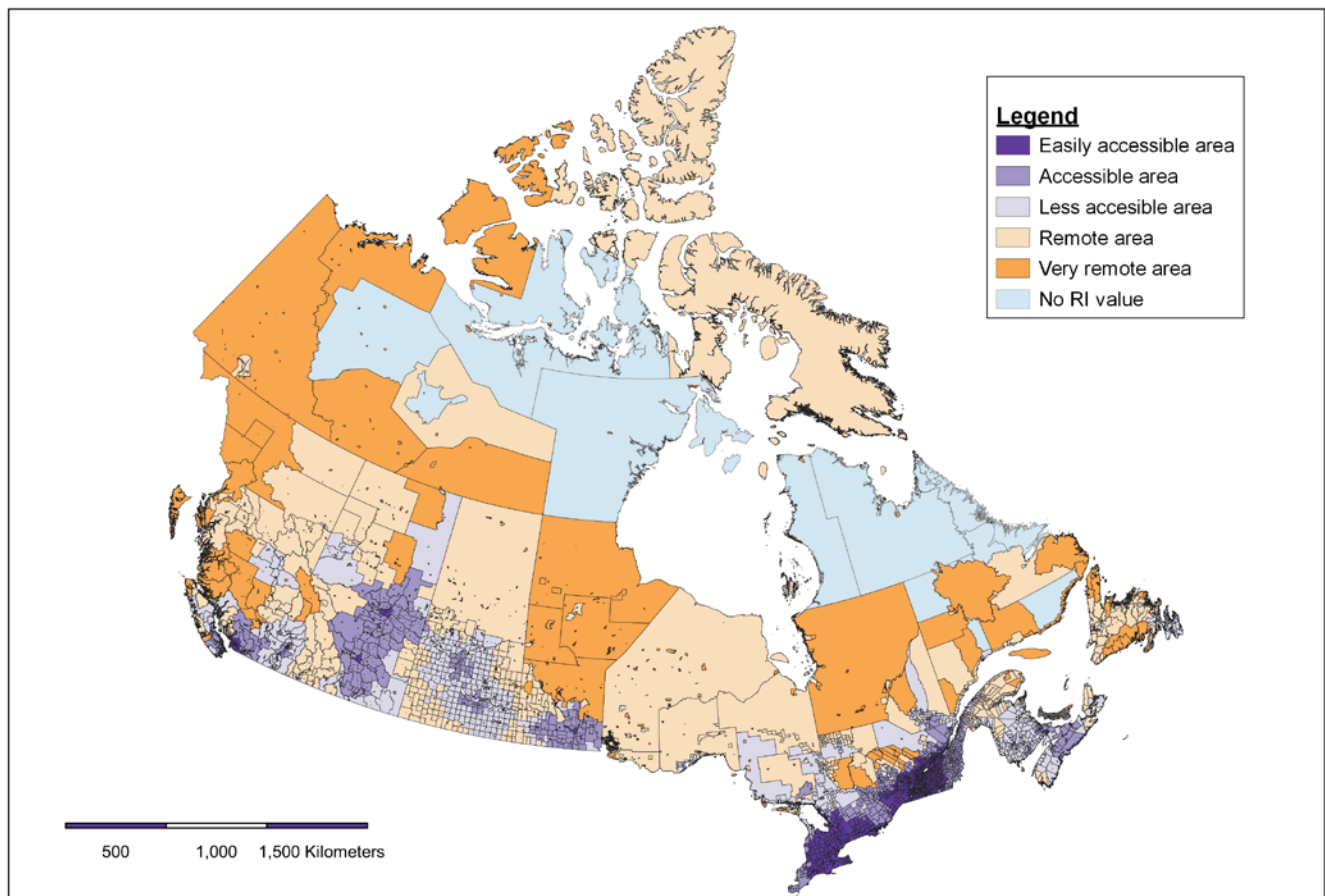 Legend
Easily accessible area
Accessible area
Less accesible area
Remote area
Very remote area
No RI value
500 1,000 1,500 Kilometers